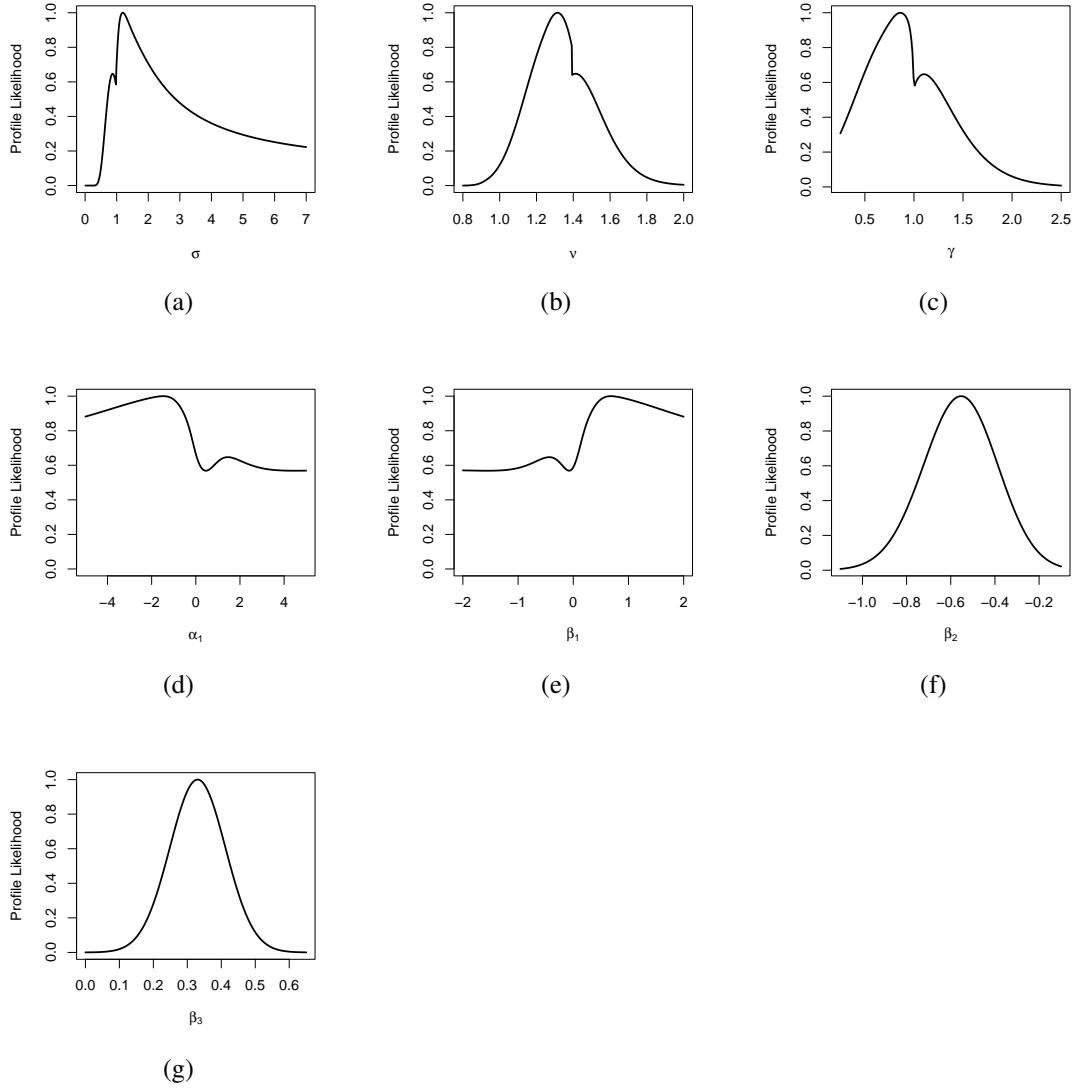 Profile Likelihood
0.0 0.2 0.4 0.6 0.8 1.0
0 1 2 3 4 5 6 7
σ
(a)
Profile Likelihood
0.0 0.2 0.4 0.6 0.8 1.0
0.8 1.0 1.2 1.4 1.6 1.8 2.0
ν
(b)
Profile Likelihood
0.0 0.2 0.4 0.6 0.8 1.0
0.5 1.0 1.5 2.0 2.5
γ
(c)
Profile Likelihood
0.0 0.2 0.4 0.6 0.8 1.0
−4 −2 0 2 4
α₁
(d)
Profile Likelihood
0.0 0.2 0.4 0.6 0.8 1.0
−2 −1 0 1 2
β₁
(e)
Profile Likelihood
0.0 0.2 0.4 0.6 0.8 1.0
−1.0 −0.8 −0.6 −0.4 −0.2
β₂
(f)
Profile Likelihood
0.0 0.2 0.4 0.6 0.8 1.0
0.0 0.1 0.2 0.3 0.4 0.5 0.6
β₃
(g)